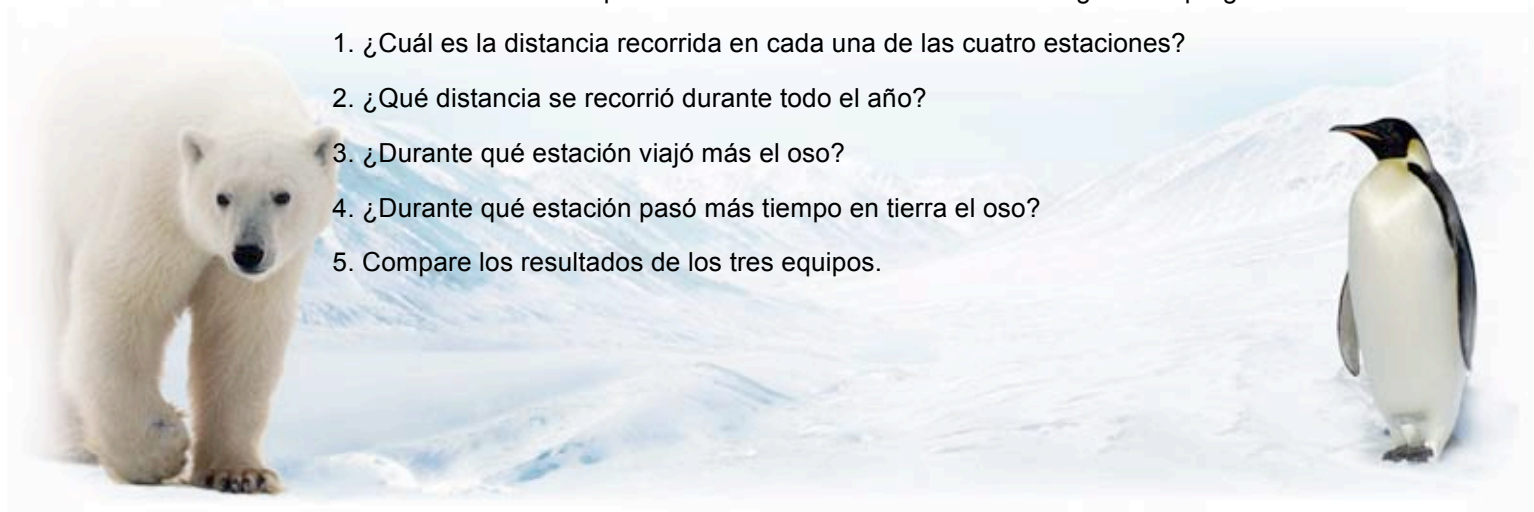 1. ¿Cuál es la distancia recorrida en cada una de las cuatro estaciones?
2. ¿Qué distancia se recorrió durante todo el año?
3. ¿Durante qué estación viajó más el oso?
4. ¿Durante qué estación pasó más tiempo en tierra el oso?
5. Compare los resultados de los tres equipos.